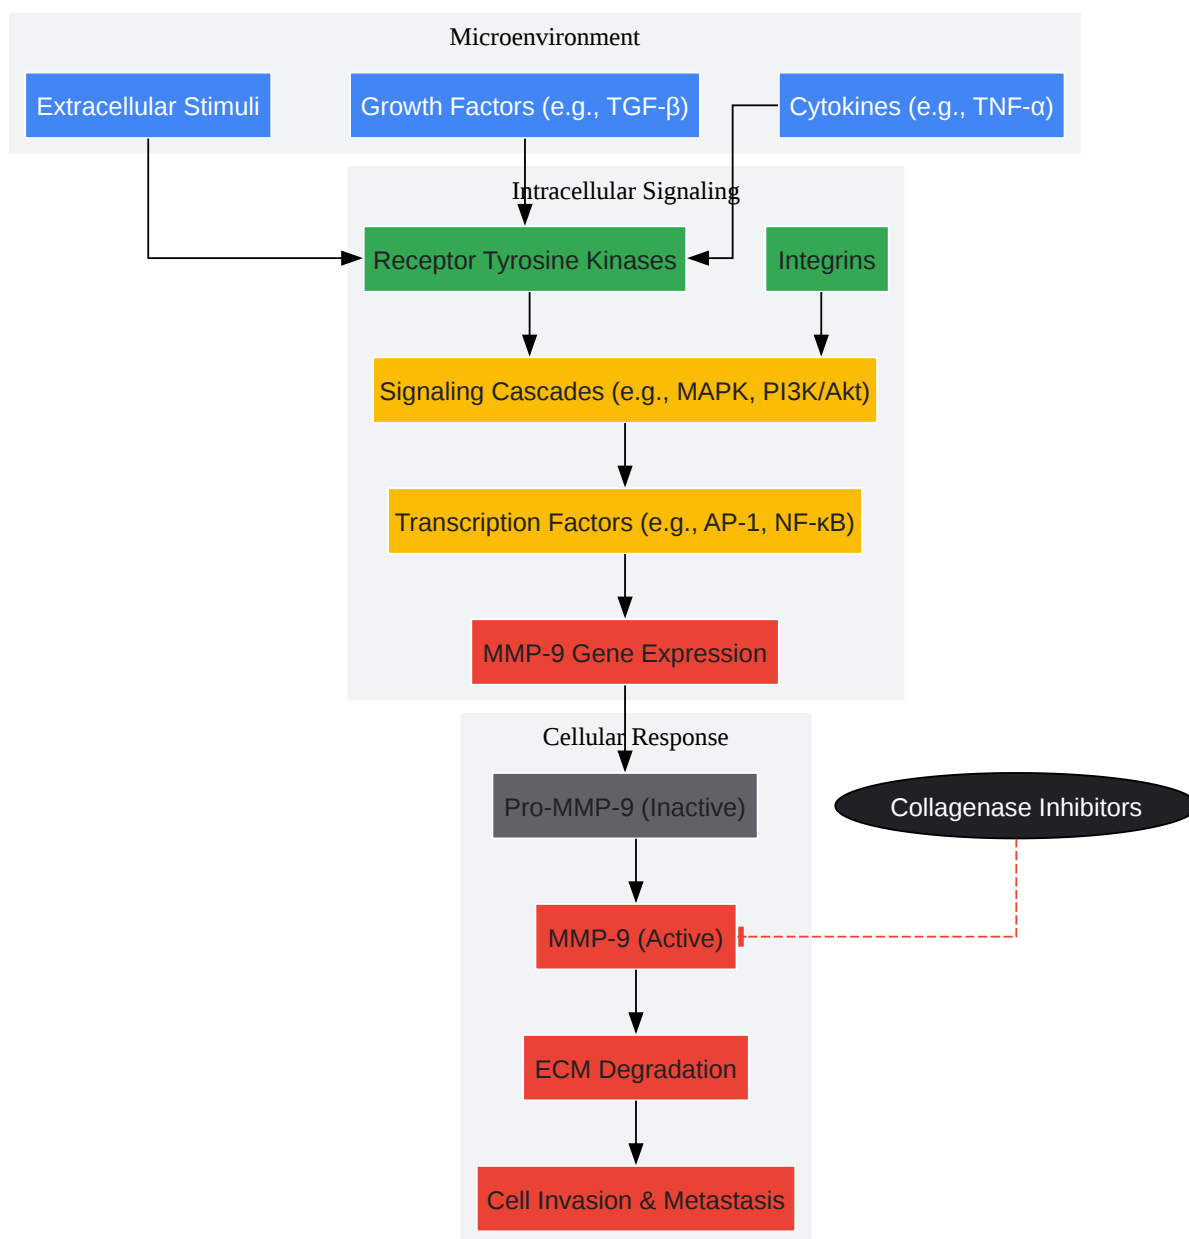 Microenvironment
Extracellular Stimuli
Growth Factors (e.g., TGF-β)
Cytokines (e.g., TNF-α)
Intracellular Signaling
Receptor Tyrosine Kinases
Integrins
Signaling Cascades (e.g., MAPK, PI3K/Akt)
Transcription Factors (e.g., AP-1, NF-κB)
MMP-9 Gene Expression
Cellular Response
Pro-MMP-9 (Inactive)
Collagenase Inhibitors
MMP-9 (Active)
ECM Degradation
Cell Invasion & Metastasis